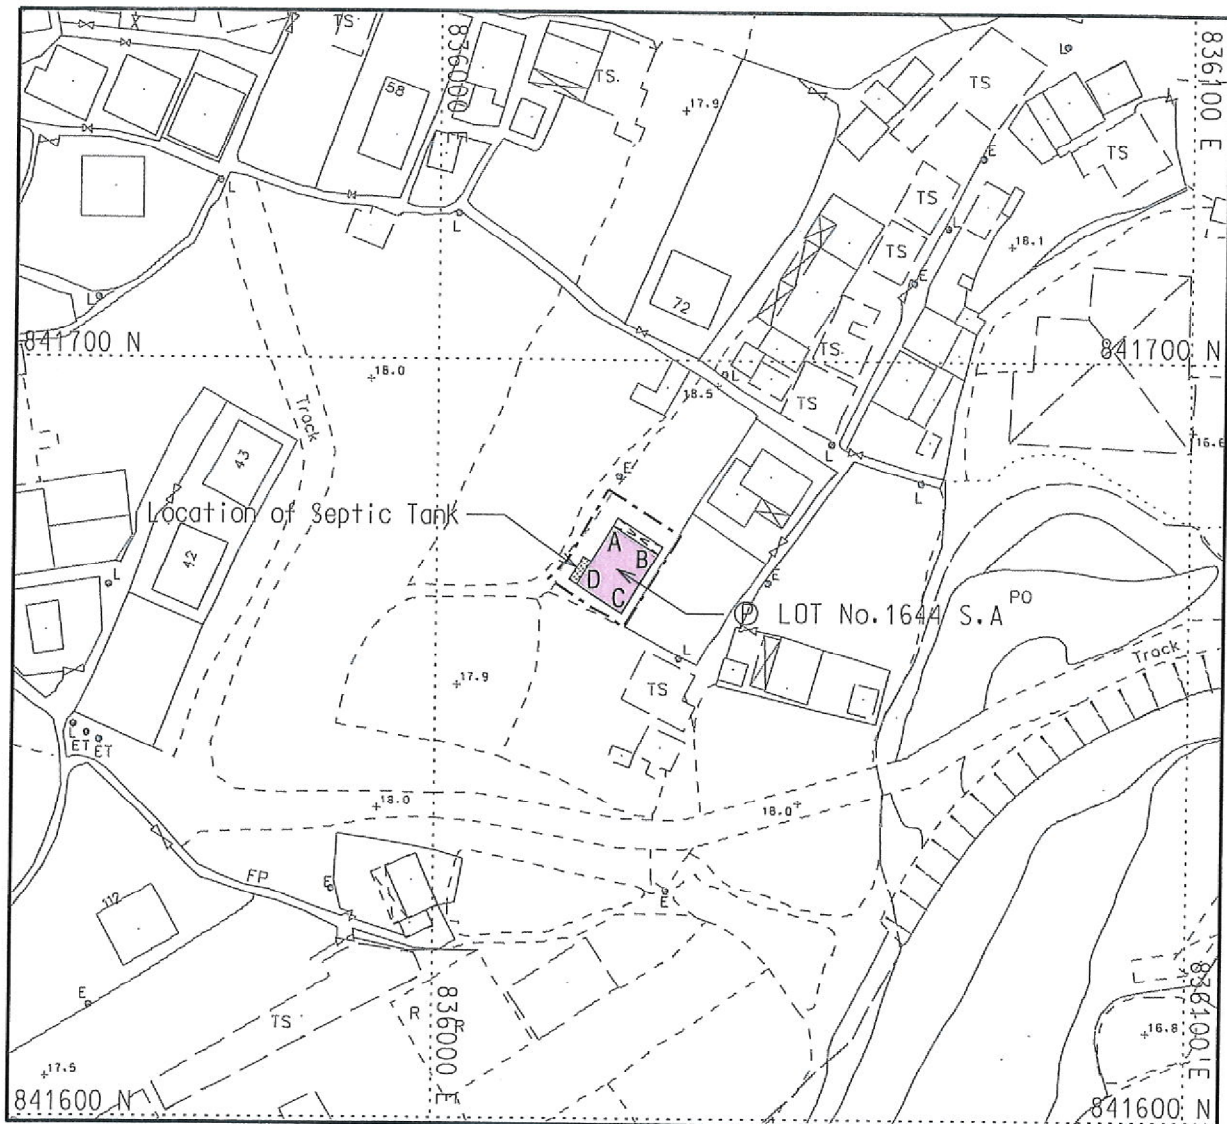 TS
836000 E
TS
58
17.9
L
TS
836100 E
E
TS
L
TS
L
L
18.1
TS
E
L
72
841700 N
841700 N
18.0
TS
L
18.5
TS
Track
L
16.6
43
E
L
Location of Septic Tank
A
B
42
D
C
L
E
P LOT No.1644 S.A
PO
Track
L
17.9
TS
L
ET
ET
18.0
18.0
FP
E
E
112
E
TS
R
R
836000 E
836100 E
16.8
17.5
841600 N
841600 N